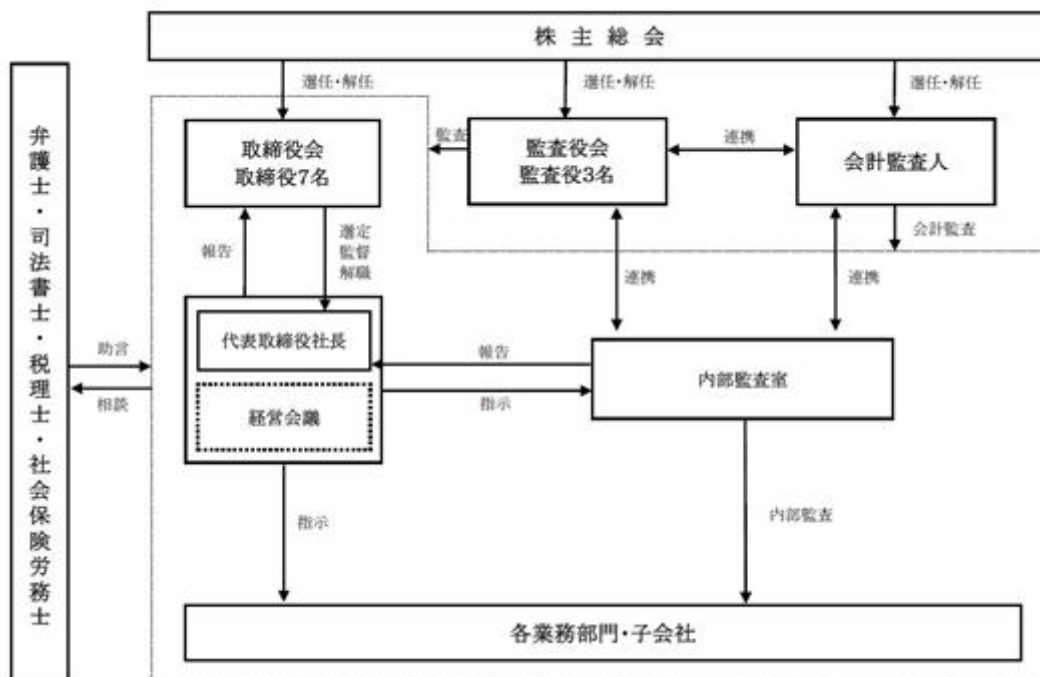 株主総会
選任・解任
選任・解任
選任・解任
弁護士・司法書士・税理士・社会保険労務士
取締役会
取締役7名
監査
監査役会
監査役3名
連携
会計監査人
報告
選定
監督
解職
会計監査
連携
連携
代表取締役社長
経営会議
助言
相談
報告
指示
内部監査室
指示
内部監査
各業務部門・子会社